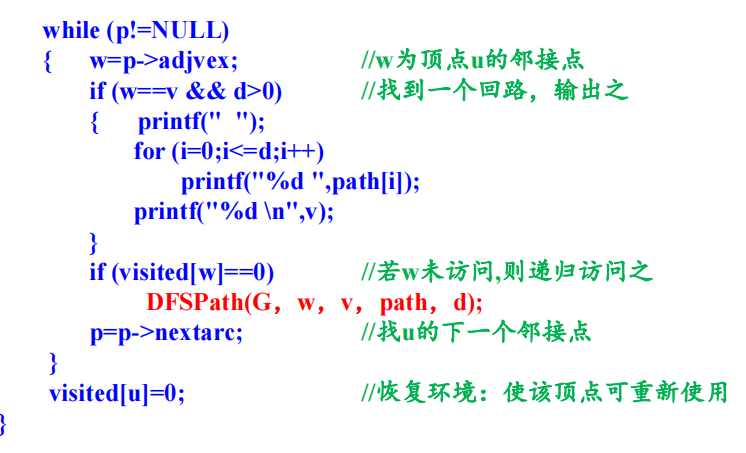 while (p!=NULL)
{ w=p->adjvex; //w为顶点u的邻接点
if (w==v && d>0) //找到一个回路，输出之
{ printf("  ");
for (i=0;i<=d;i++)
printf("%d ",path[i]);
printf("%d \n",v);
}
if (visited[w]==0) //若w未访问,则递归访问之
DFSPath(G，w，v，path，d);
p=p->nextarc; //找u的下一个邻接点
}
visited[u]=0; //恢复环境：使该顶点可重新使用
}